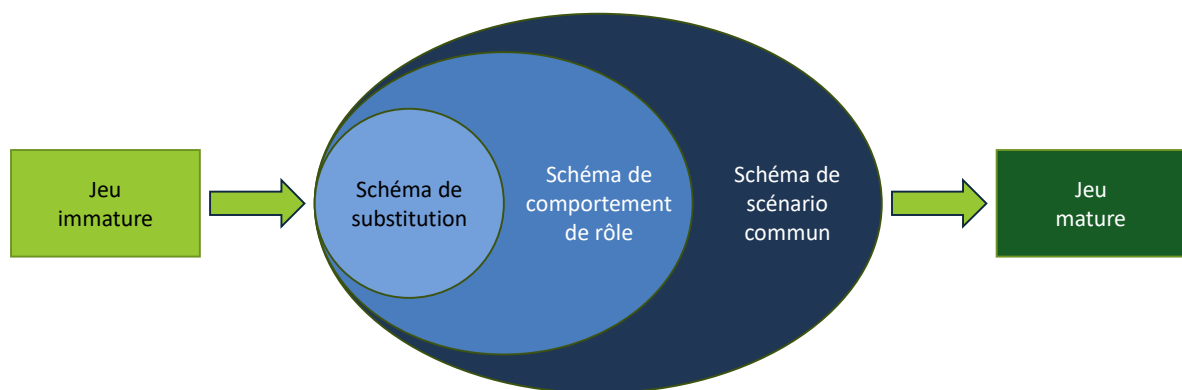 Jeu
immature
Schéma de
substitution
Schéma de
comportement
de rôle
Schéma de
scénario
commun
Jeu
mature